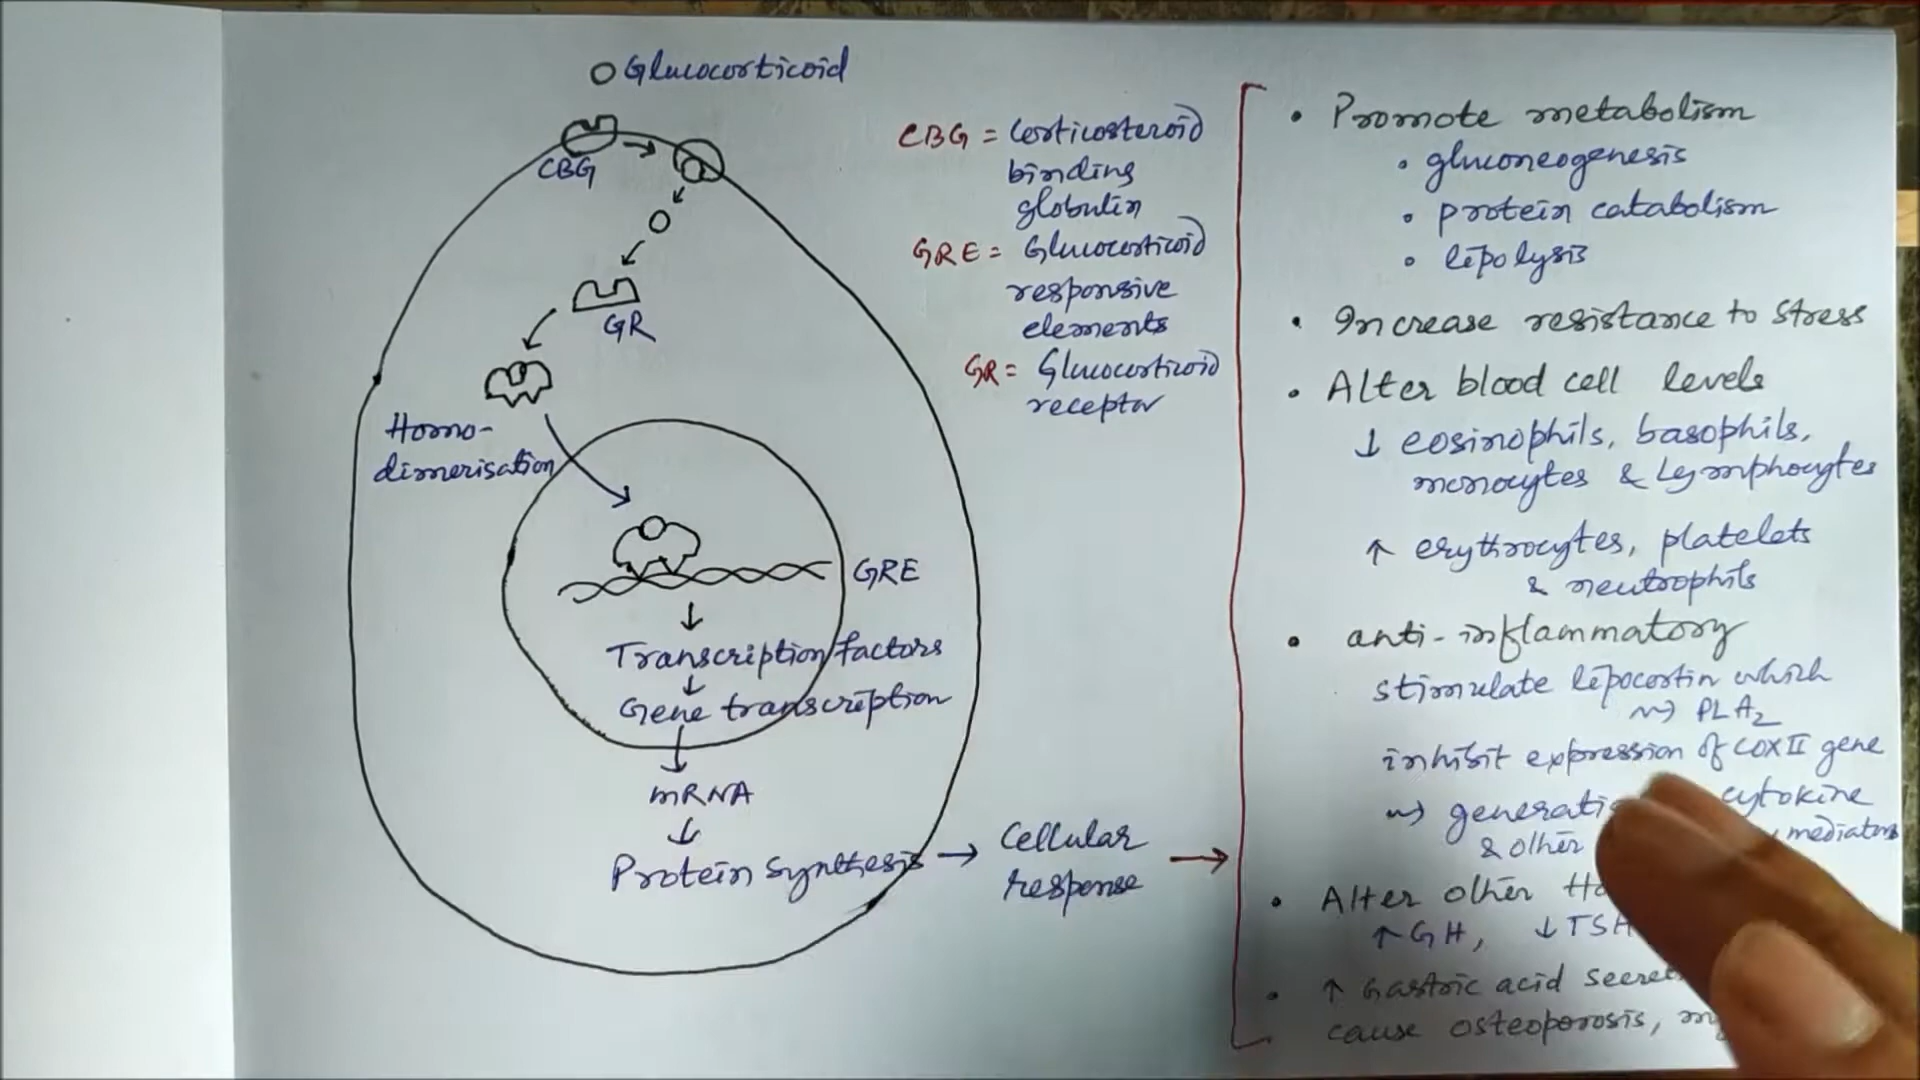 Glucocorticoid
CBG
GR
Homo-
dimerisation
GRE
Transcription factors
Gene transcription
mRNA
Protein synthesis
Cellular
response
CBG = Corticosteroid
binding
globulin
GRE = Glucocorticoid
responsive
elements
GR = Glucocorticoid
receptor
• Promote metabolism
• gluconeogenesis
• protein catabolism
• lipolysis
• Increase resistance to stress
• Alter blood cell levels
↓ eosinophils, basophils,
monocytes & Lymphocytes
↑ erythrocytes, platelets
& neutrophils
• anti-inflammatory
stimulate lipocortin which
⇝ PLA2
inhibit expression of COX II gene
⇝ cytokine
& other mediators
• Alter other
↑ GH, ↓ TSH
• ↑ Gastric acid
cause osteoporosis,